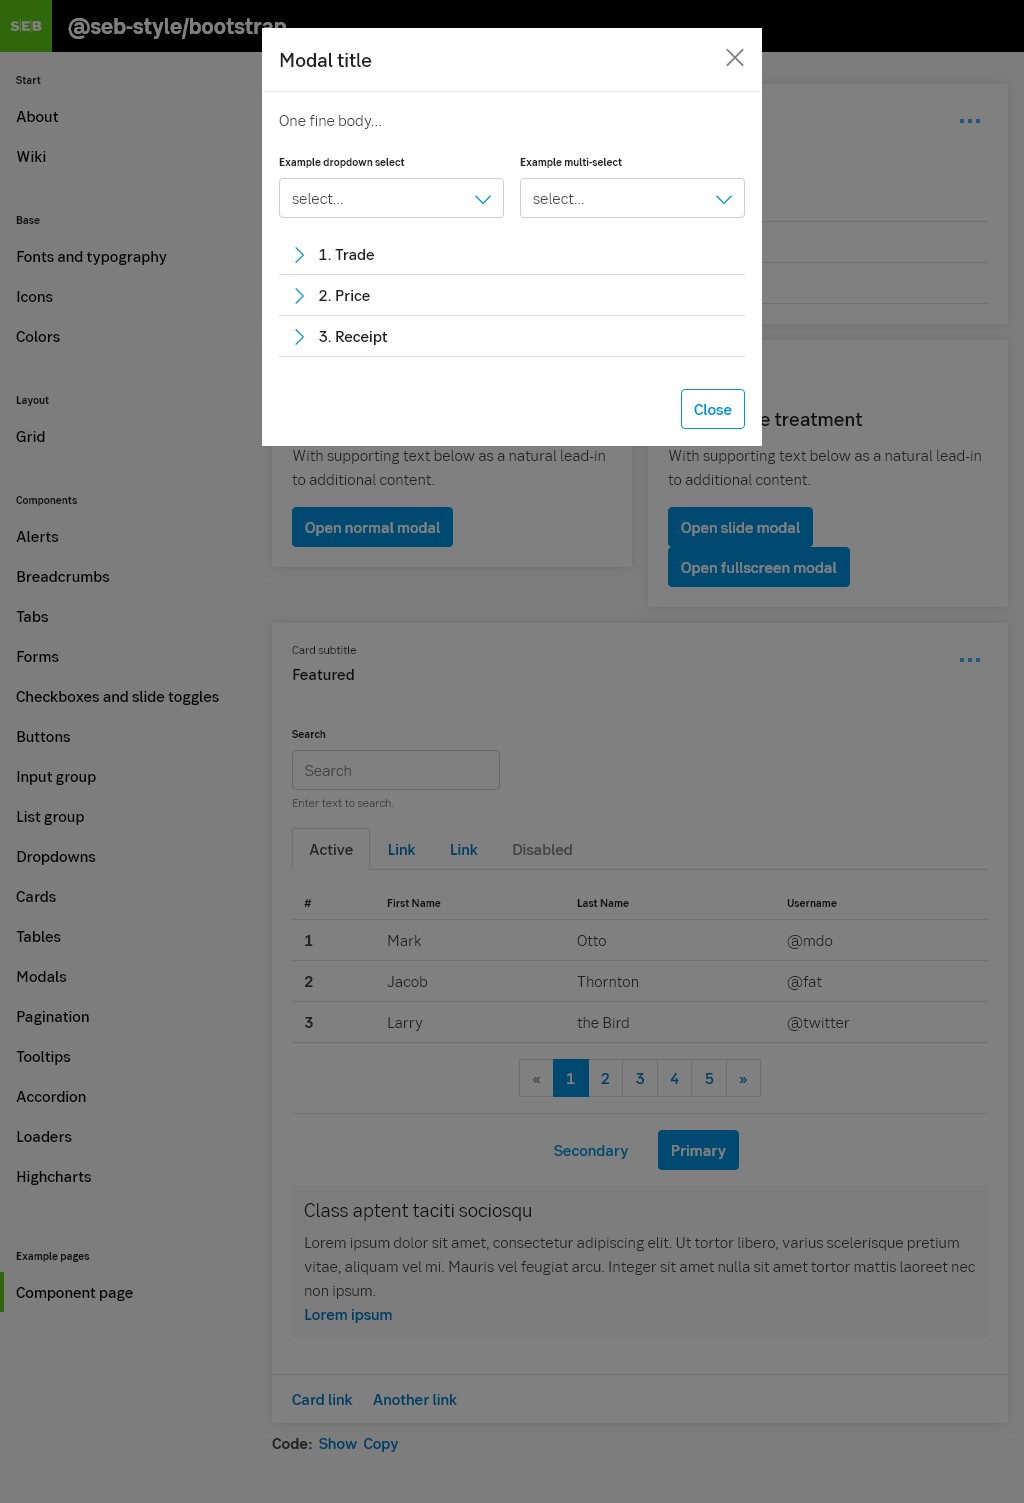 SEB
@seb-style/bootstrap
Start
About
Wiki
Base
Fonts and typography
Icons
Colors
Layout
Grid
Components
Alerts
Breadcrumbs
Tabs
Forms
Checkboxes and slide toggles
Buttons
Input group
List group
Dropdowns
Cards
Tables
Modals
Pagination
Tooltips
Accordion
Loaders
Highcharts
Example pages
Component page
Modal title
One fine body...
Example dropdown select Example multi-select
select... select...
1. Trade
2. Price
3. Receipt
Close
treatment
With supporting text below as a natural lead-in
to additional content.
Open normal modal
With supporting text below as a natural lead-in
to additional content.
Open slide modal
Open fullscreen modal
Card subtitle
Featured
Search
Search
Enter text to search.
Active Link Link Disabled
# First Name Last Name Username
1 Mark Otto @mdo
2 Jacob Thornton @fat
3 Larry the Bird @twitter
« 1 2 3 4 5 »
Secondary Primary
Class aptent taciti sociosqu
Lorem ipsum dolor sit amet, consectetur adipiscing elit. Ut tortor libero, varius scelerisque pretium
vitae, aliquam vel mi. Mauris vel feugiat arcu. Integer sit amet nulla sit amet tortor mattis laoreet nec
non ipsum.
Lorem ipsum
Card link Another link
Code: Show Copy